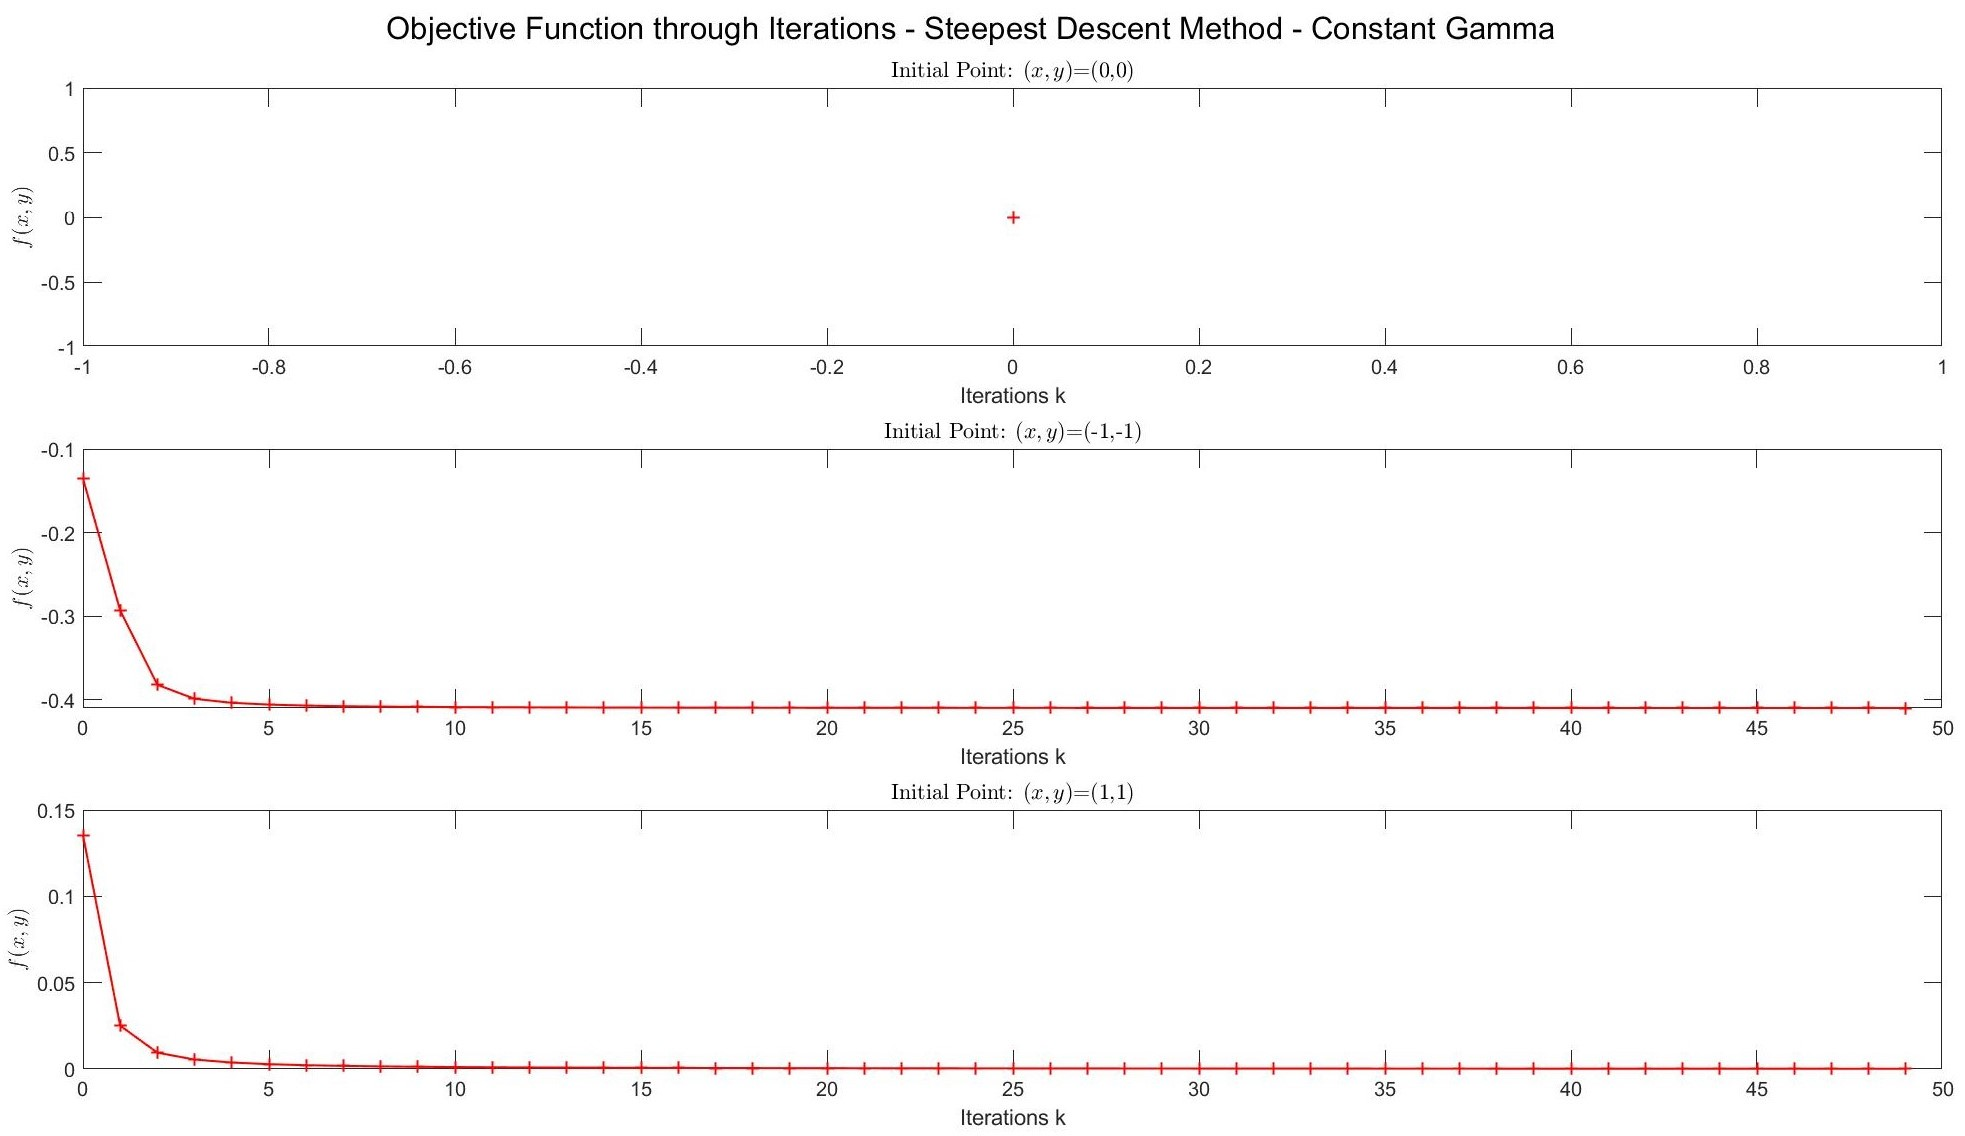 Objective Function through Iterations - Steepest Descent Method - Constant Gamma
Initial Point: (x, y)=(0,0)
1
0.5
0
-0.5
-1
f(x, y)
-1 -0.8 -0.6 -0.4 -0.2 0 0.2 0.4 0.6 0.8 1
Iterations k
Initial Point: (x, y)=(-1,-1)
-0.1
-0.2
-0.3
-0.4
f(x, y)
0 5 10 15 20 25 30 35 40 45 50
Iterations k
Initial Point: (x, y)=(1,1)
0.15
0.1
0.05
0
f(x, y)
0 5 10 15 20 25 30 35 40 45 50
Iterations k